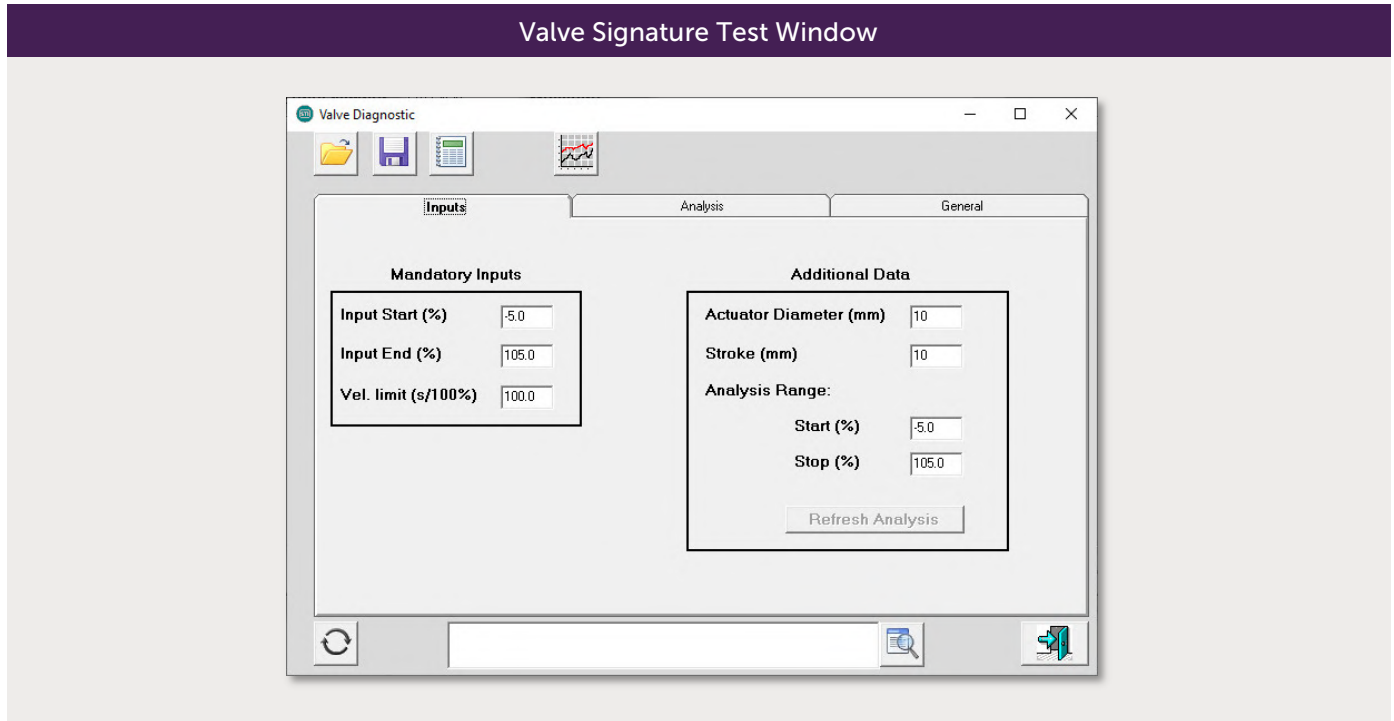 Valve Signature Test Window
Valve Diagnostic
Inputs
Analysis
General
Mandatory Inputs
Input Start (%) -5.0
Input End (%) 105.0
Vel. limit (s/100%) 100.0
Additional Data
Actuator Diameter (mm) 10
Stroke (mm) 10
Analysis Range:
Start (%) -5.0
Stop (%) 105.0
Refresh Analysis